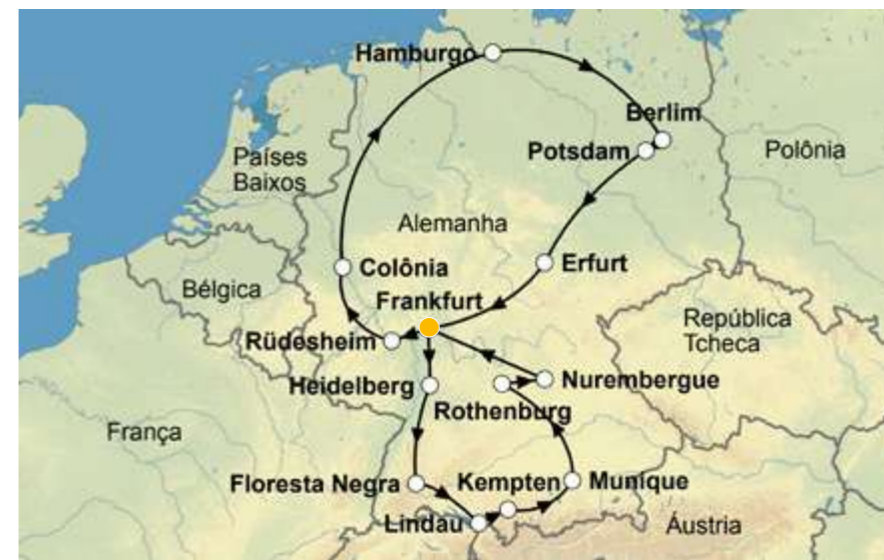 Hamburgo
Berlim
Países
Baixos
Potsdam
Polônia
Alemanha
Colônia
Erfurt
Bélgica
Frankfurt
República
Tcheca
Rüdesheim
Heidelberg
Nurembergue
Rothenburg
França
Floresta Negra
Kempten
Munique
Lindau
Áustria